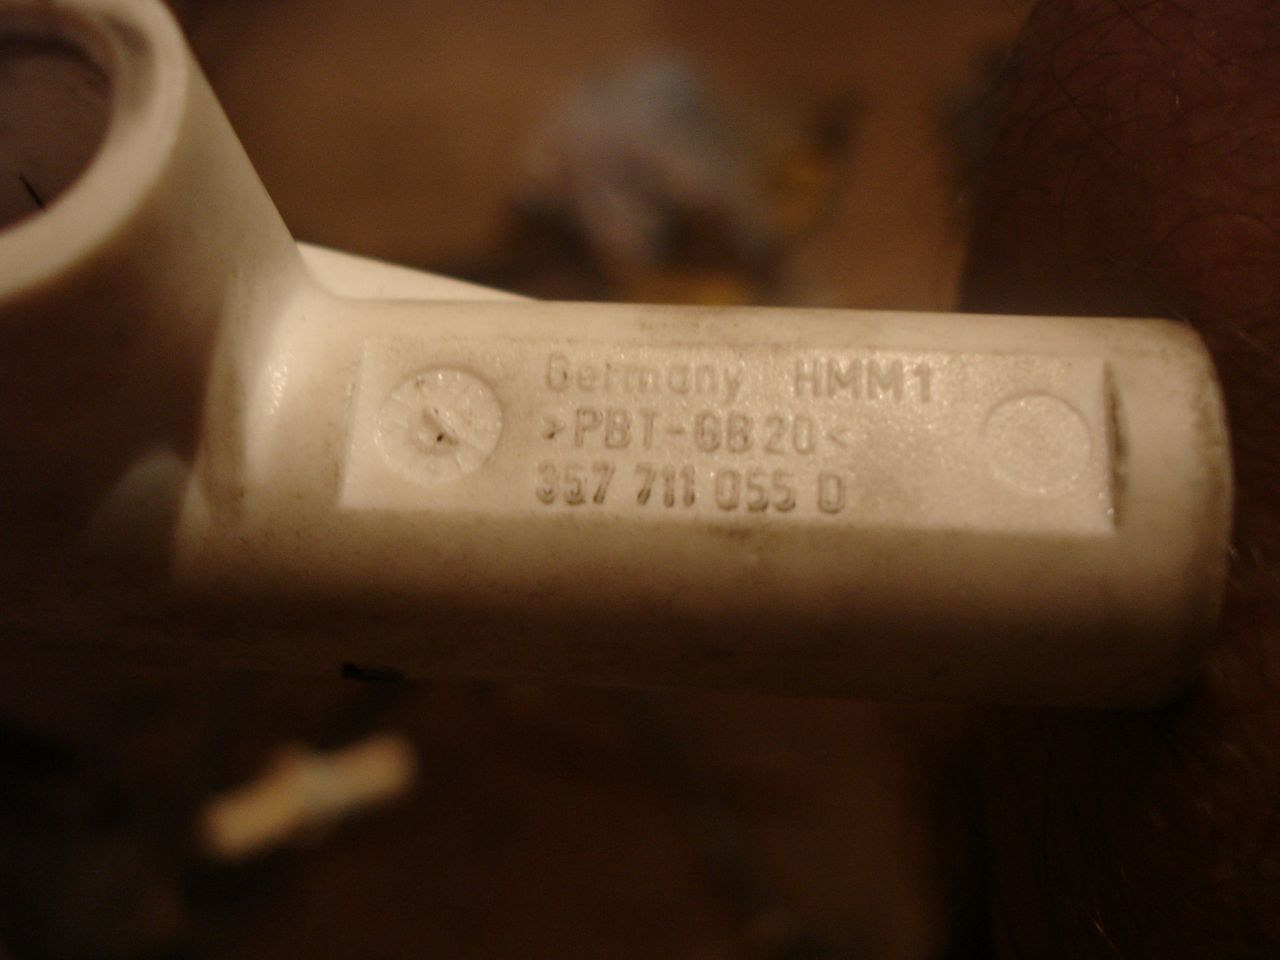 Germany HMM1
>PBT-GB20<
357 711 055 D